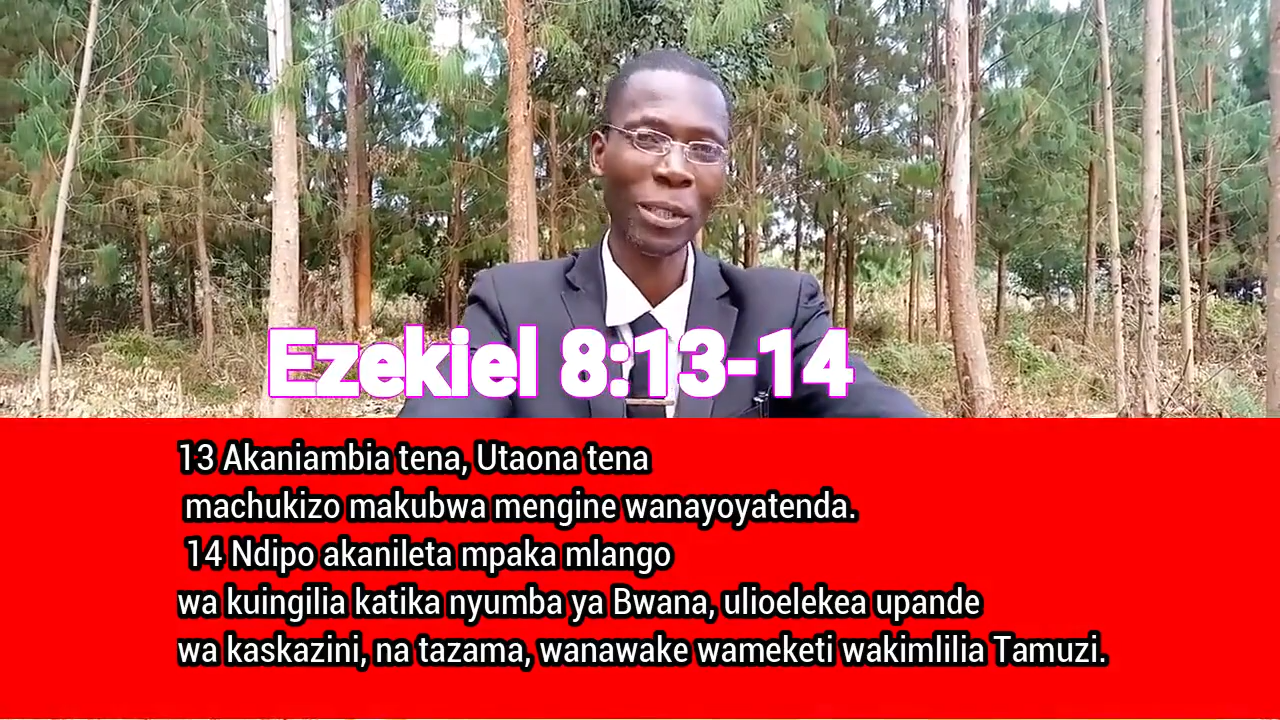 Ezekiel 8:13-14
13 Akaniambia tena, Utaona tena
machukizo makubwa mengine wanayoyatenda.
14 Ndipo akanileta mpaka mlango
wa kuingilia katika nyumba ya Bwana, ulioelekea upande
wa kaskazini, na tazama, wanawake wameketi wakimlilia Tamuzi.